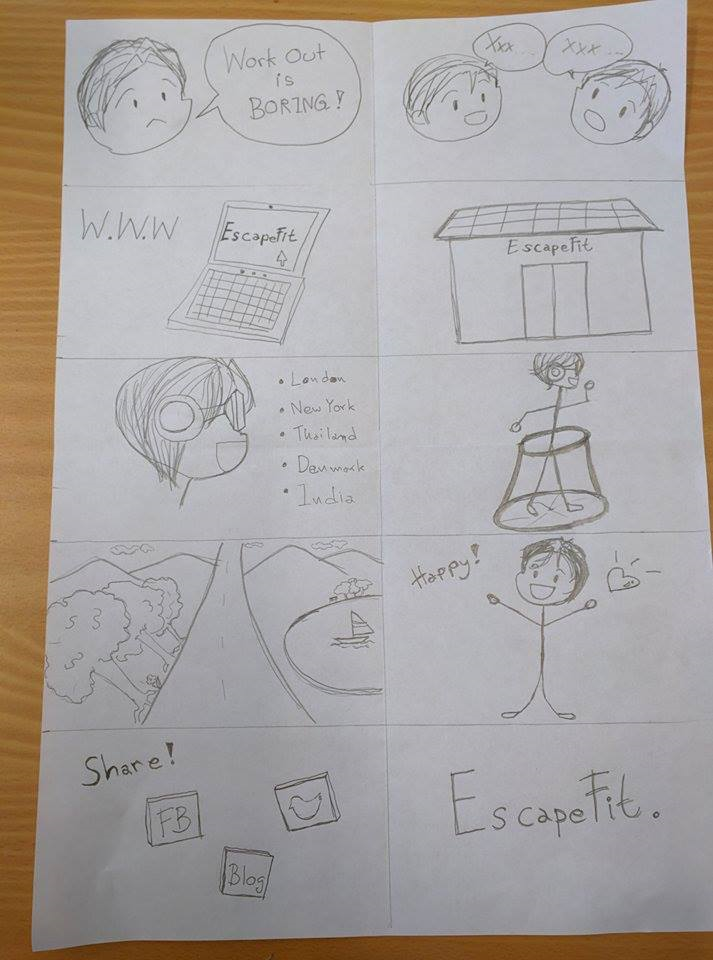 Work Out
is
BORING!
Xxx...
XXX...
W.W.W
EscapeFit
EscapeFit
• London
• New York
• Thailand
• Denmark
• India
Happy!
Share!
FB
Blog
EscapeFit.